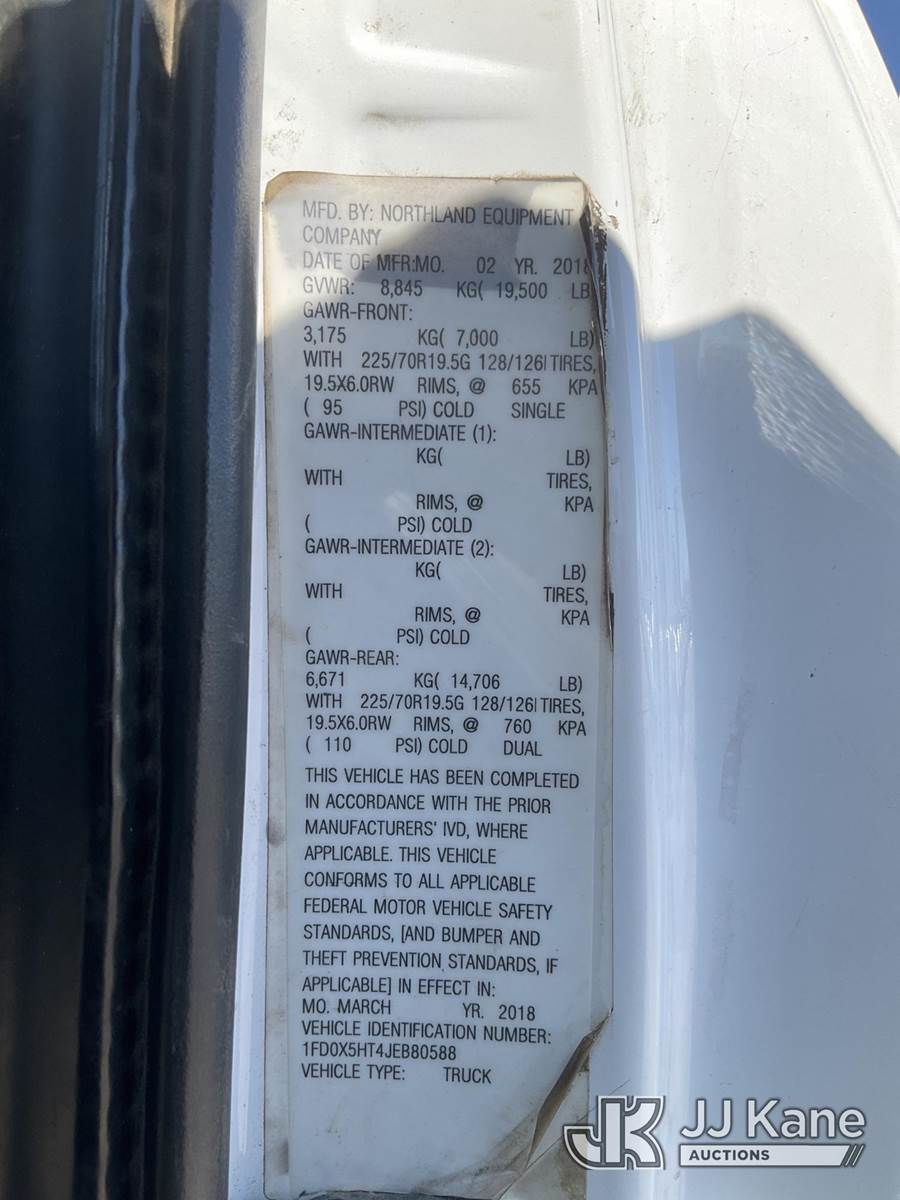 MFD. BY: NORTHLAND EQUIPMENT
COMPANY
DATE OF MFR:MO. 02 YR. 2018
GVWR: 8,845 KG( 19,500 LB
GAWR-FRONT:
3,175 KG( 7,000 LB)
WITH 225/70R19.5G 128/126 TIRES,
19.5X6.0RW RIMS, @ 655 KPA
( 95 PSI) COLD SINGLE
GAWR-INTERMEDIATE (1):
KG( LB)
WITH TIRES,
RIMS, @ KPA
( PSI) COLD
GAWR-INTERMEDIATE (2):
KG( LB)
WITH TIRES,
RIMS, @ KPA
( PSI) COLD
GAWR-REAR:
6,671 KG( 14,706 LB)
WITH 225/70R19.5G 128/126 TIRES,
19.5X6.0RW RIMS, @ 760 KPA
( 110 PSI) COLD DUAL
THIS VEHICLE HAS BEEN COMPLETED
IN ACCORDANCE WITH THE PRIOR
MANUFACTURERS' IVD, WHERE
APPLICABLE. THIS VEHICLE
CONFORMS TO ALL APPLICABLE
FEDERAL MOTOR VEHICLE SAFETY
STANDARDS, [AND BUMPER AND
THEFT PREVENTION STANDARDS, IF
APPLICABLE] IN EFFECT IN:
MO. MARCH YR. 2018
VEHICLE IDENTIFICATION NUMBER:
1FD0X5HT4JEB80588
VEHICLE TYPE: TRUCK
JK JJ Kane
AUCTIONS